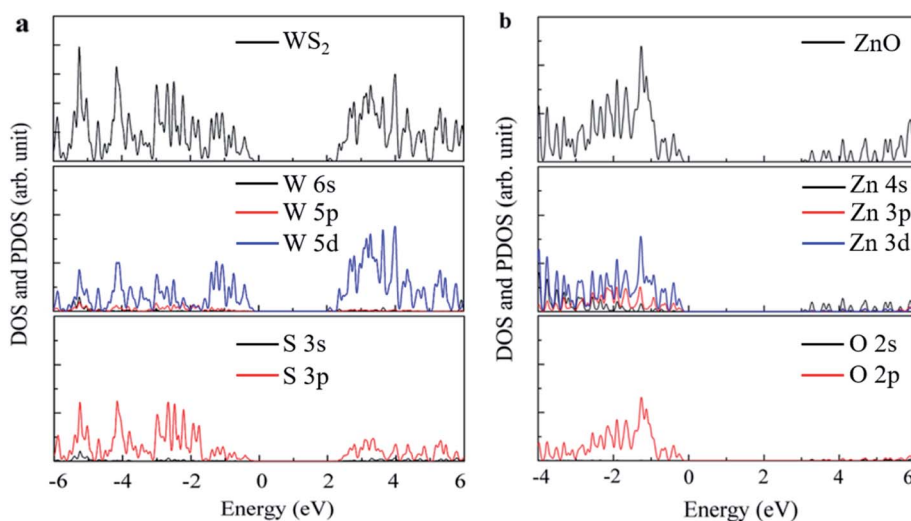 a
WS₂
W 6s
W 5p
W 5d
S 3s
S 3p
DOS and PDOS (arb. unit)
-6 -4 -2 0 2 4 6
Energy (eV)
b
ZnO
Zn 4s
Zn 3p
Zn 3d
O 2s
O 2p
DOS and PDOS (arb. unit)
-4 -2 0 2 4 6
Energy (eV)